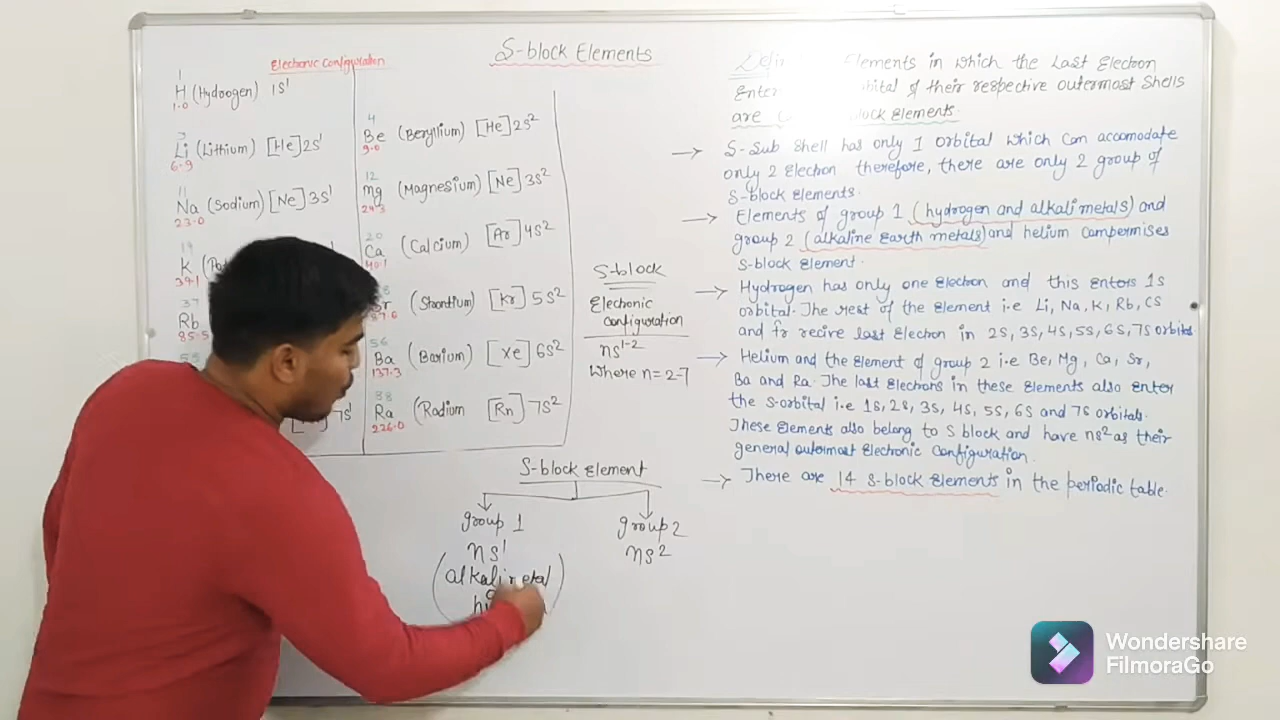 S-block Elements
Electronic Configuration
1
H (Hydrogen) 1s¹
1.0
3
Li (Lithium) [He]2s¹
6.9
11
Na (Sodium) [Ne]3s¹
23.0
19
K
39.1
37
Rb
85.5
55
7s¹
4
Be (Beryllium) [He]2s²
9.0
12
Mg (Magnesium) [Ne]3s²
24.3
20
Ca (Calcium) [Ar]4s²
40.1
Sr (Strontium) [Kr]5s²
87.6
56
Ba (Barium) [Xe]6s²
137.3
88
Ra (Radium [Rn]7s²
226.0
S-block
Electronic
Configuration
ns¹⁻²
Where n=2-7
Elements in which the Last Electron
Enter of their respective outermost Shells
are Elements.
→ S-Sub Shell has only 1 orbital which can accomodate
only 2 Electron therefore, there are only 2 group of
S-block Elements.
→ Elements of group 1 (hydrogen and alkali metals) and
group 2 (alkaline Earth metals) and helium campermises
S-block Element.
→ Hydrogen has only one Electron and this enters 1s
orbital. The rest of the Element i.e Li, Na, K, Rb, CS
and fr recive last Electron in 2s, 3s, 4s, 5s, 6s, 7s orbitals
→ Helium and the Element of group 2 i.e Be, Mg, Ca, Sr,
Ba and Ra. The last Electrons in these Elements also enter
the s-orbital i.e 1s, 2s, 3s, 4s, 5s, 6s and 7s orbitals.
These Elements also belong to S block and have ns² as their
general outermost Electronic Configuration.
→ There are 14 s-block Elements in the periodic table.
S-block Element
group 1
ns¹
(alkali metal
group 2
ns²
Wondershare
FilmoraGo